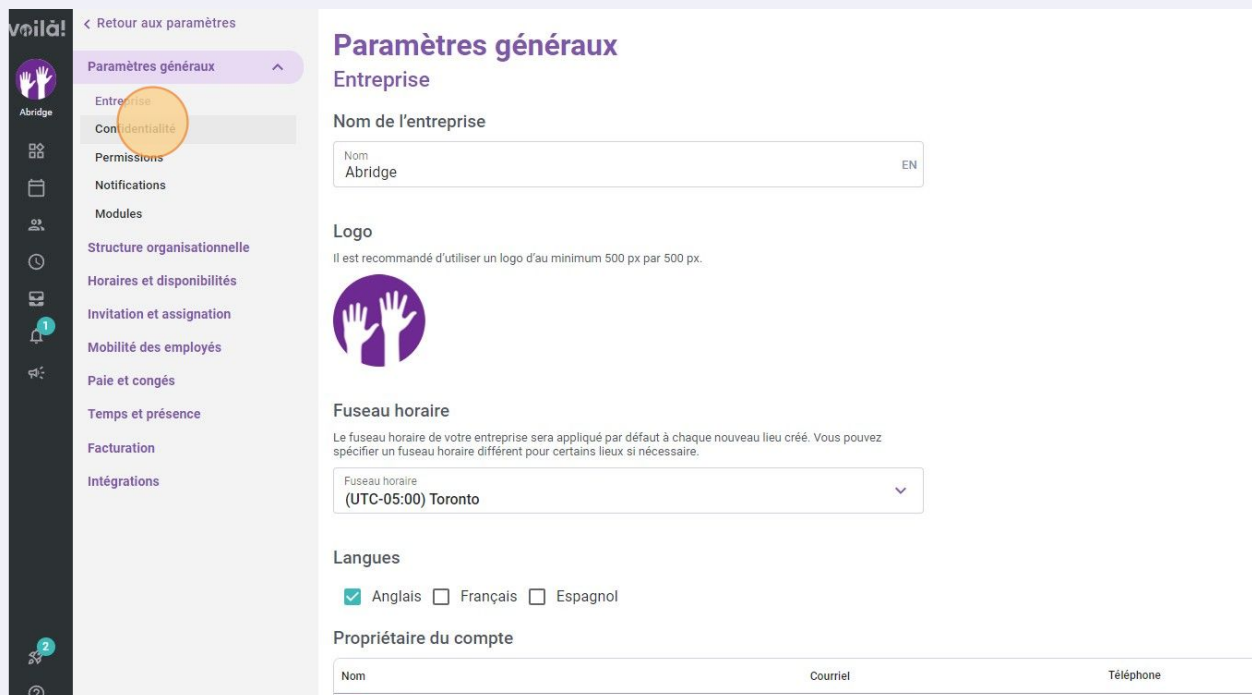 voilà!
Abridge
1
2
Retour aux paramètres
Paramètres généraux
Entreprise
Confidentialité
Permissions
Notifications
Modules
Structure organisationnelle
Horaires et disponibilités
Invitation et assignation
Mobilité des employés
Paie et congés
Temps et présence
Facturation
Intégrations
Paramètres généraux
Entreprise
Nom de l'entreprise
Nom
Abridge
EN
Logo
Il est recommandé d'utiliser un logo d'au minimum 500 px par 500 px.
Fuseau horaire
Le fuseau horaire de votre entreprise sera appliqué par défaut à chaque nouveau lieu créé. Vous pouvez
spécifier un fuseau horaire différent pour certains lieux si nécessaire.
Fuseau horaire
(UTC-05:00) Toronto
Langues
Anglais Français Espagnol
Propriétaire du compte
Nom Courriel Téléphone